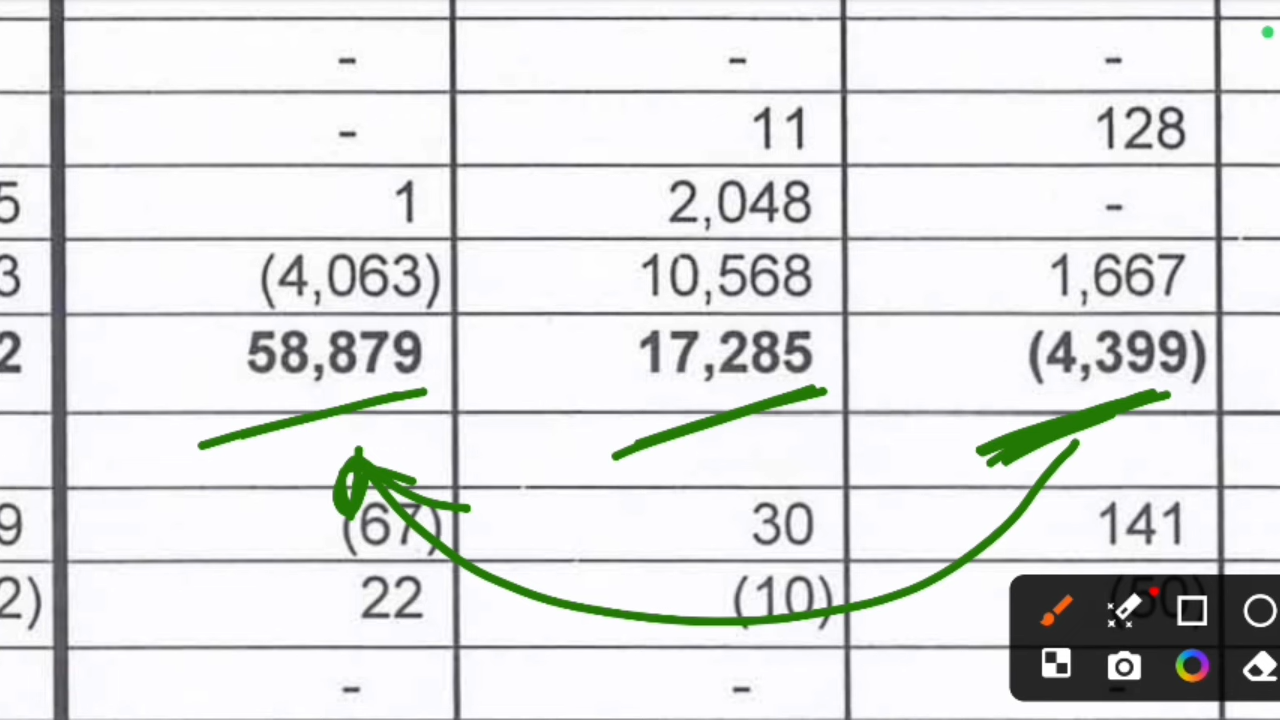 - - -
- 11 128
5 1 2,048 -
3 (4,063) 10,568 1,667
2 58,879 17,285 (4,399)
9 (67) 30 141
2) 22 (10) (50)
- - -